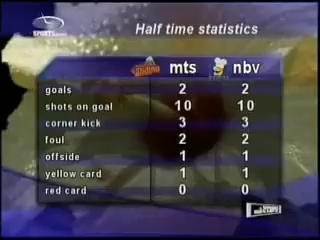 SPORTS
Half time statistics
mts nbv
goals 2 2
shots on goal 10 10
corner kick 3 3
foul 2 2
offside 1 1
yellow card 1 1
red card 0 0